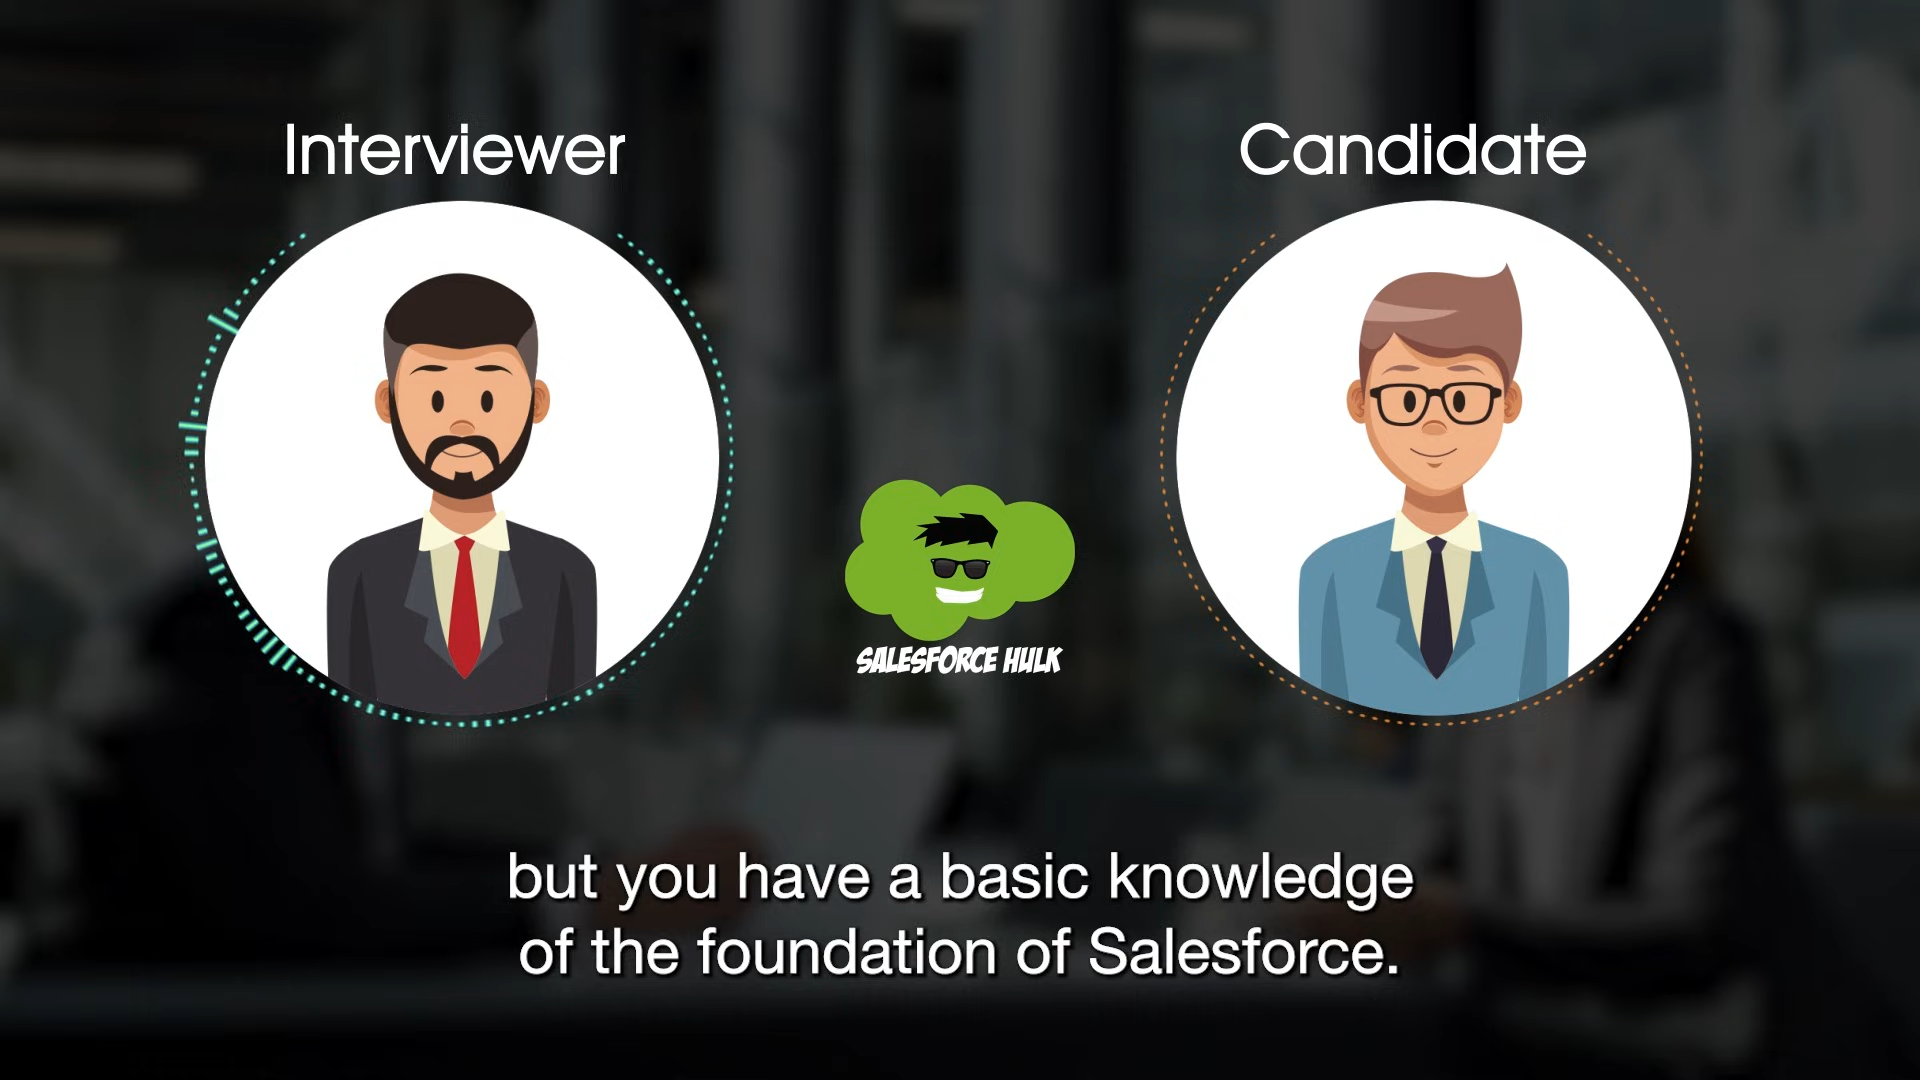 Interviewer
Candidate
SALESFORCE HULK
but you have a basic knowledge
of the foundation of Salesforce.